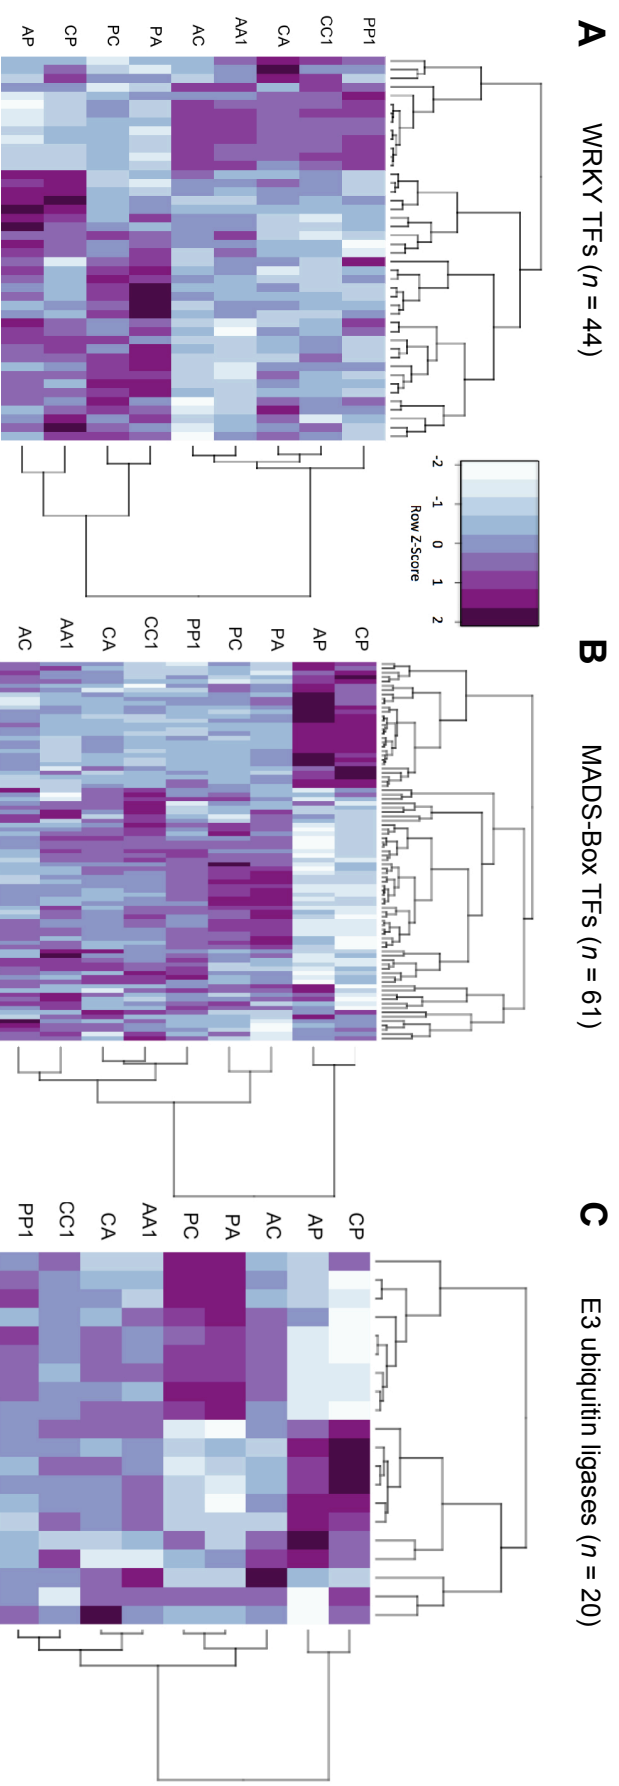 A
WRKY TFs (n = 44)
AP
CP
PC
PA
AC
AA1
CA
CC1
PP1
-2
-1
0
1
2
Row Z-Score
B
MADS-Box TFs (n = 61)
AC
AA1
CA
CC1
PP1
PC
PA
AP
CP
C
E3 ubiquitin ligases (n = 20)
PP1
CC1
CA
AA1
PC
PA
AC
AP
CP